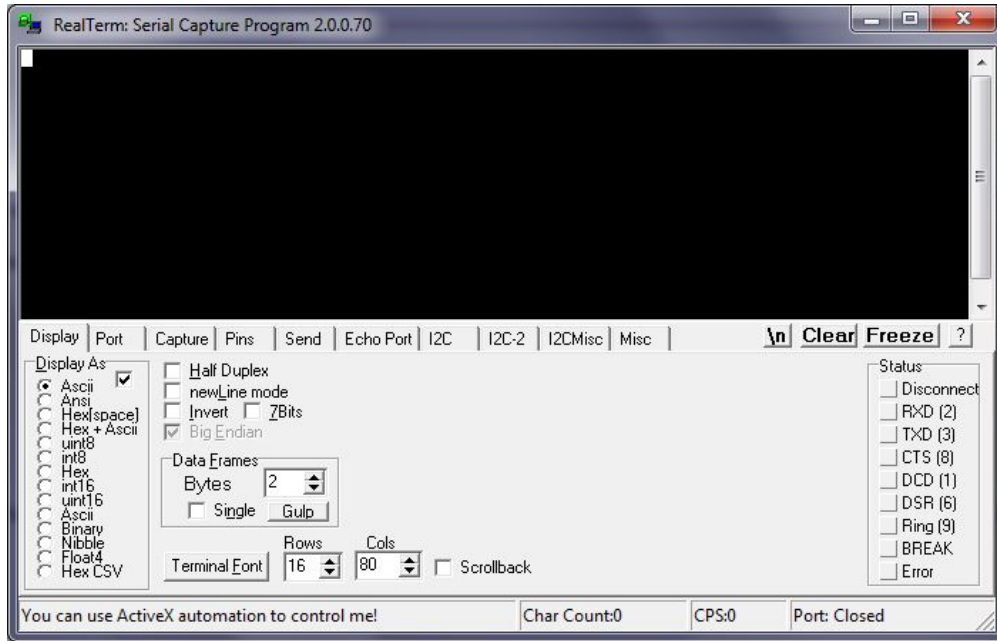 RealTerm: Serial Capture Program 2.0.0.70
Display Port Capture Pins Send Echo Port I2C I2C-2 I2CMisc Misc \n Clear Freeze ?
Display As
Ascii
Ansi
Hex[space]
Hex + Ascii
uint8
int8
Hex
int16
uint16
Ascii
Binary
Nibble
Float4
Hex CSV
Half Duplex
newLine mode
Invert 7Bits
Big Endian
Data Frames
Bytes 2
Single Gulp
Rows Cols
Terminal Font 16 80 Scrollback
Status
Disconnect
RXD (2)
TXD (3)
CTS (8)
DCD (1)
DSR (6)
Ring (9)
BREAK
Error
You can use ActiveX automation to control me! Char Count:0 CPS:0 Port: Closed